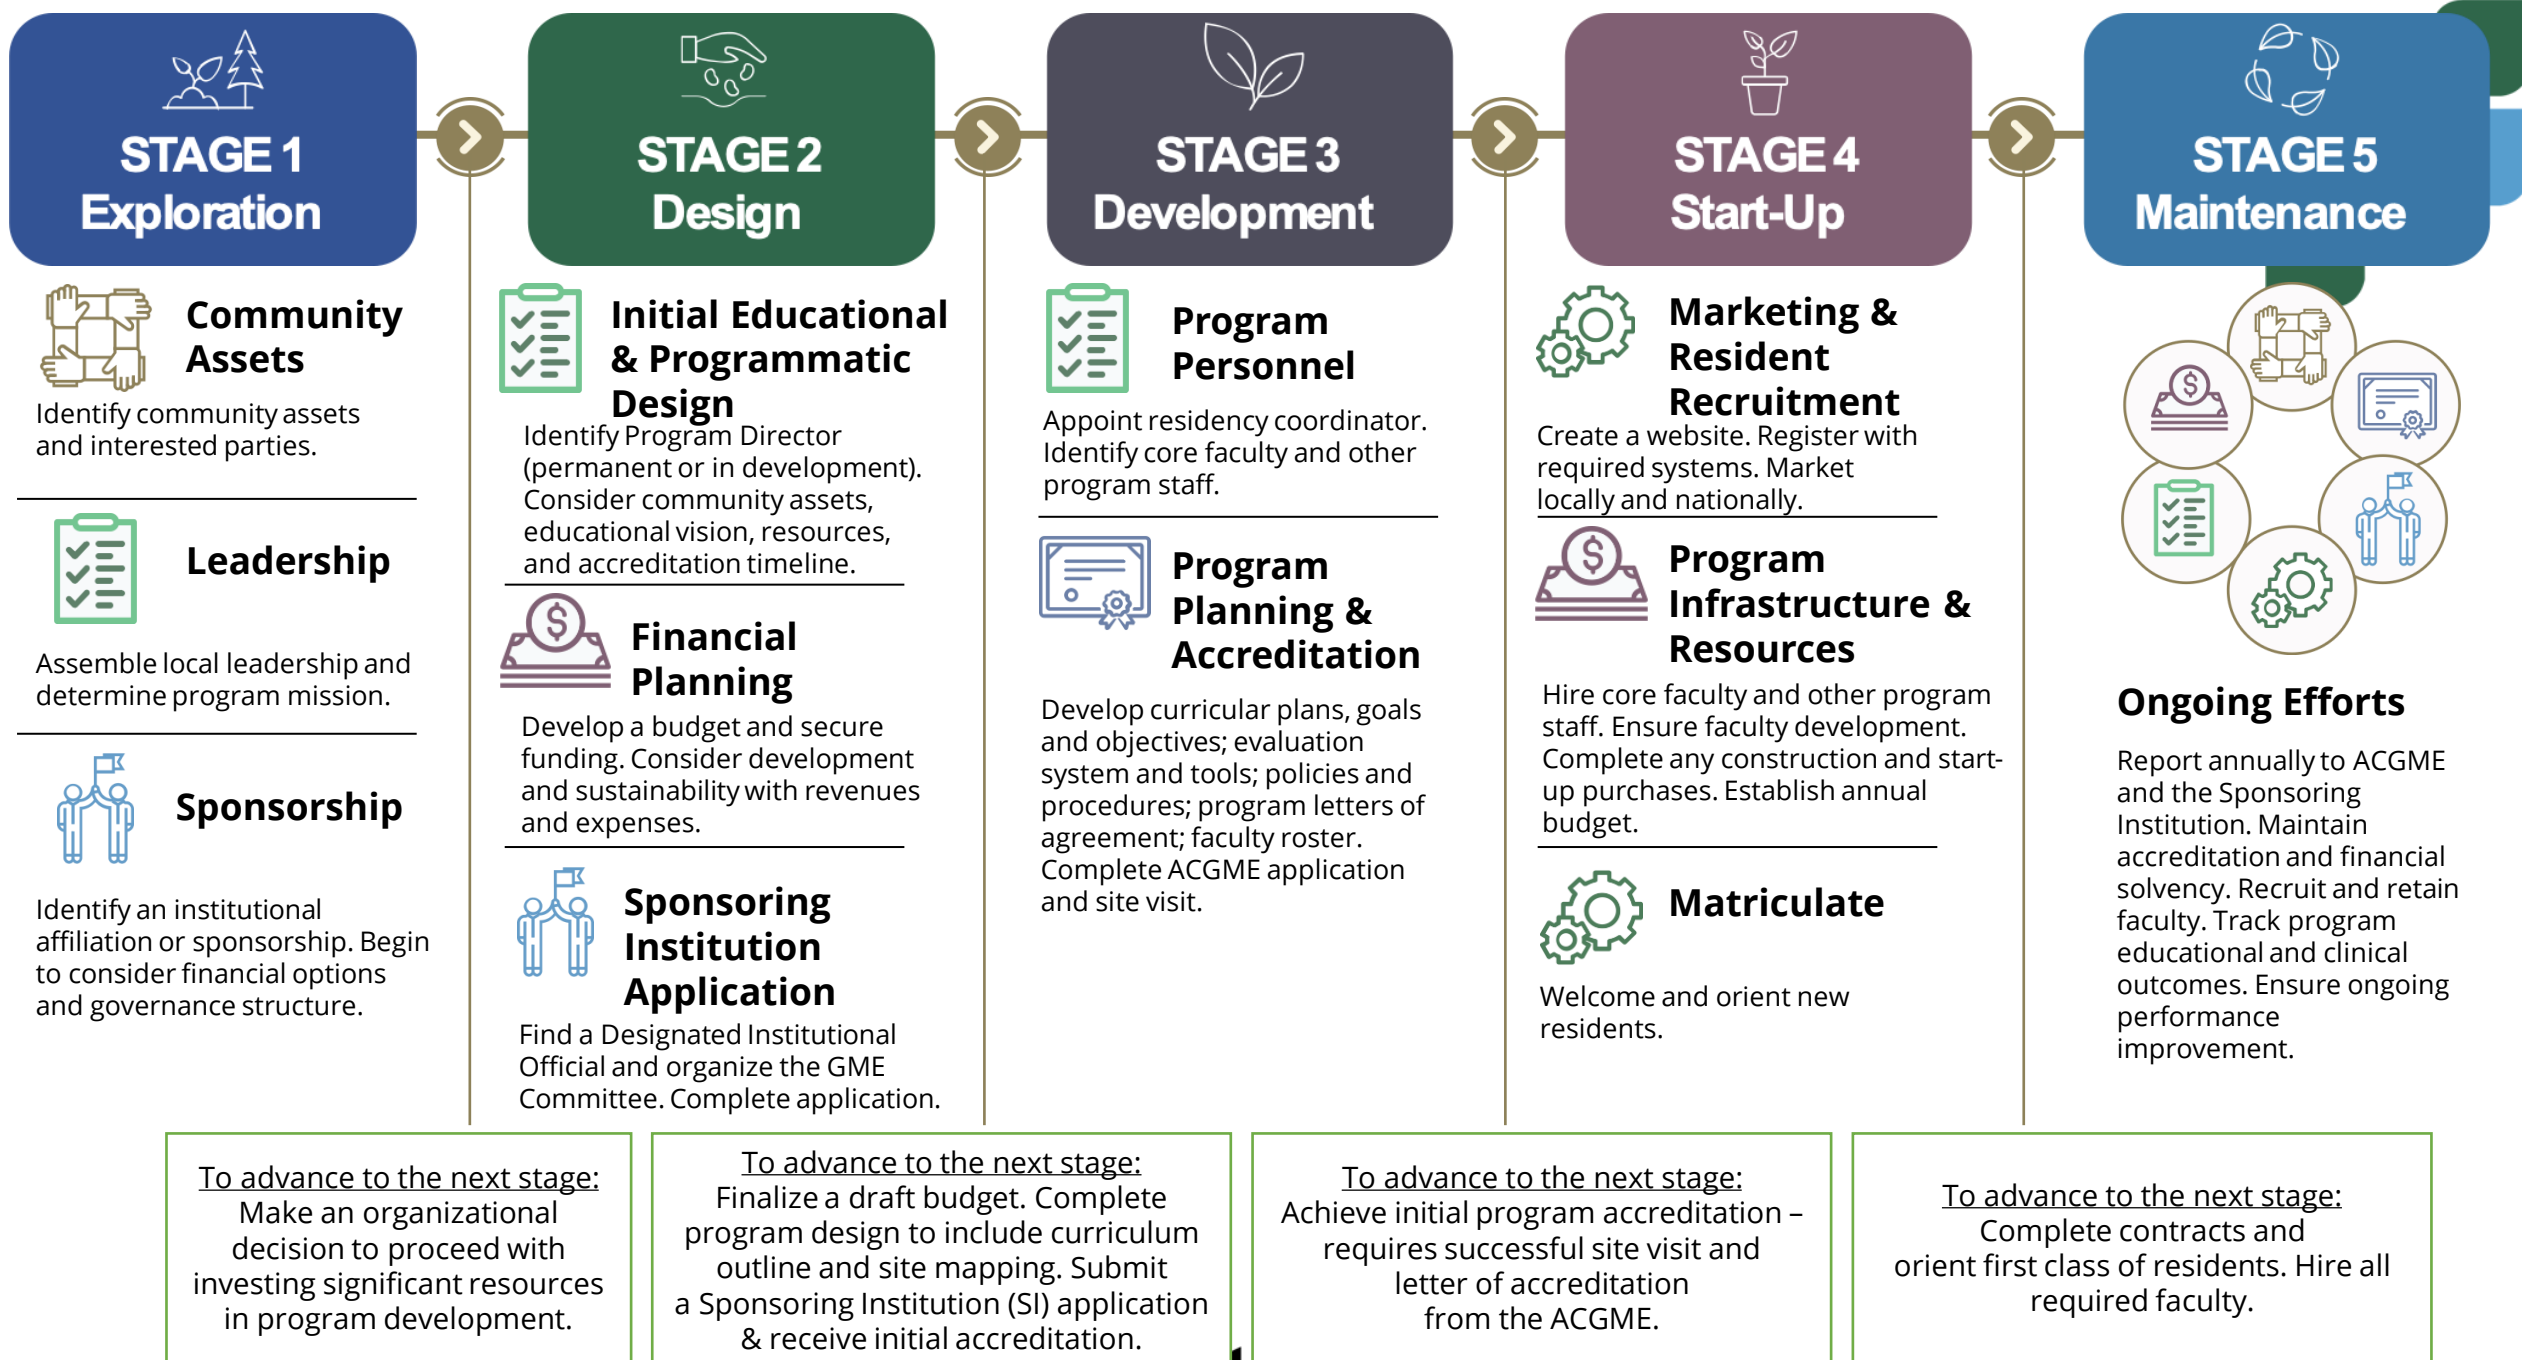 STAGE 1
Exploration
Community
Assets
Identify community assets
and interested parties.
Leadership
Assemble local leadership and
determine program mission.
Sponsorship
Identify an institutional
affiliation or sponsorship. Begin
to consider financial options
and governance structure.
STAGE 2
Design
Initial Educational
& Programmatic
Design
Identify Program Director
(permanent or in development).
Consider community assets,
educational vision, resources,
and accreditation timeline.
$
Financial
Planning
Develop a budget and secure
funding. Consider development
and sustainability with revenues
and expenses.
Sponsoring
Institution
Application
Find a Designated Institutional
Official and organize the GME
Committee. Complete application.
STAGE 3
Development
Program
Personnel
Appoint residency coordinator.
Identify core faculty and other
program staff.
Program
Planning &
Accreditation
Develop curricular plans, goals
and objectives; evaluation
system and tools; policies and
procedures; program letters of
agreement; faculty roster.
Complete ACGME application
and site visit.
STAGE 4
Start-Up
Marketing &
Resident
Recruitment
Create a website. Register with
required systems. Market
locally and nationally.
$
Program
Infrastructure &
Resources
Hire core faculty and other program
staff. Ensure faculty development.
Complete any construction and start-
up purchases. Establish annual
budget.
Matriculate
Welcome and orient new
residents.
STAGE 5
Maintenance
$
Ongoing Efforts
Report annually to ACGME
and the Sponsoring
Institution. Maintain
accreditation and financial
solvency. Recruit and retain
faculty. Track program
educational and clinical
outcomes. Ensure ongoing
performance
improvement.
To advance to the next stage:
Make an organizational
decision to proceed with
investing significant resources
in program development.
To advance to the next stage:
Finalize a draft budget. Complete
program design to include curriculum
outline and site mapping. Submit
a Sponsoring Institution (SI) application
& receive initial accreditation.
To advance to the next stage:
Achieve initial program accreditation –
requires successful site visit and
letter of accreditation
from the ACGME.
To advance to the next stage:
Complete contracts and
orient first class of residents. Hire all
required faculty.